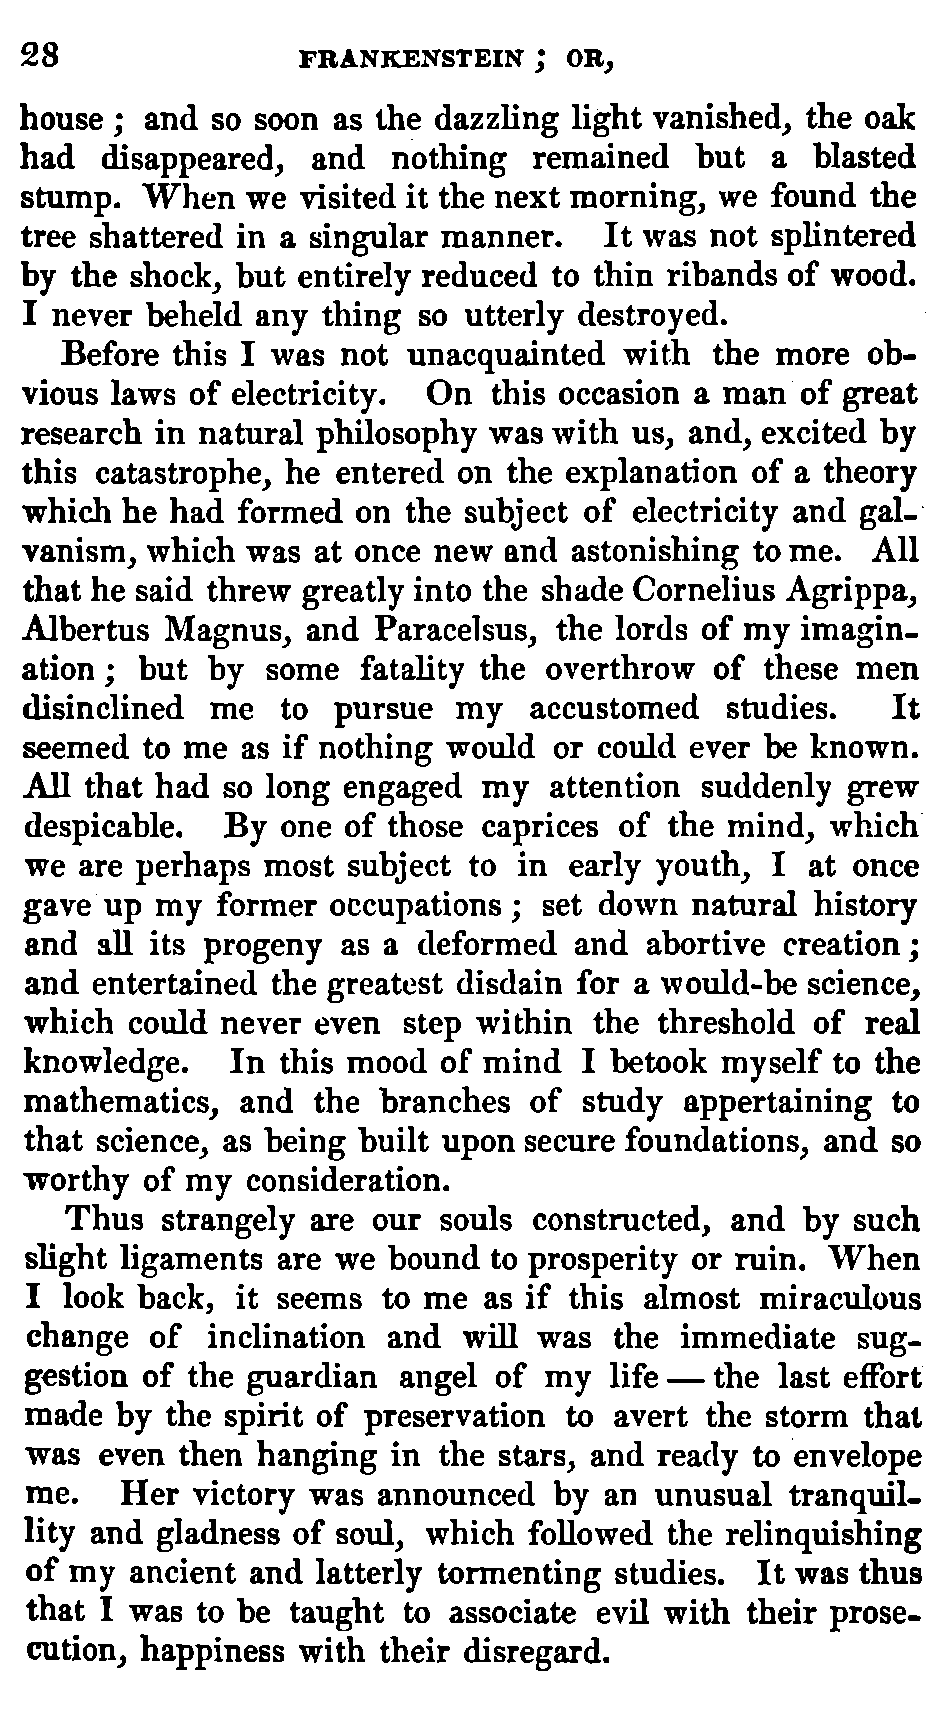 28 FRANKENSTEIN ; OR,
house ; and so soon as the dazzling light vanished, the oak
had disappeared, and nothing remained but a blasted
stump. When we visited it the next morning, we found the
tree shattered in a singular manner. It was not splintered
by the shock, but entirely reduced to thin ribands of wood.
I never beheld any thing so utterly destroyed.
Before this I was not unacquainted with the more ob-
vious laws of electricity. On this occasion a man of great
research in natural philosophy was with us, and, excited by
this catastrophe, he entered on the explanation of a theory
which he had formed on the subject of electricity and gal-
vanism, which was at once new and astonishing to me. All
that he said threw greatly into the shade Cornelius Agrippa,
Albertus Magnus, and Paracelsus, the lords of my imagin-
ation ; but by some fatality the overthrow of these men
disinclined me to pursue my accustomed studies. It
seemed to me as if nothing would or could ever be known.
All that had so long engaged my attention suddenly grew
despicable. By one of those caprices of the mind, which
we are perhaps most subject to in early youth, I at once
gave up my former occupations ; set down natural history
and all its progeny as a deformed and abortive creation ;
and entertained the greatest disdain for a would-be science,
which could never even step within the threshold of real
knowledge. In this mood of mind I betook myself to the
mathematics, and the branches of study appertaining to
that science, as being built upon secure foundations, and so
worthy of my consideration.
Thus strangely are our souls constructed, and by such
slight ligaments are we bound to prosperity or ruin. When
I look back, it seems to me as if this almost miraculous
change of inclination and will was the immediate sug-
gestion of the guardian angel of my life — the last effort
made by the spirit of preservation to avert the storm that
was even then hanging in the stars, and ready to envelope
me. Her victory was announced by an unusual tranquil-
lity and gladness of soul, which followed the relinquishing
of my ancient and latterly tormenting studies. It was thus
that I was to be taught to associate evil with their prose-
cution, happiness with their disregard.